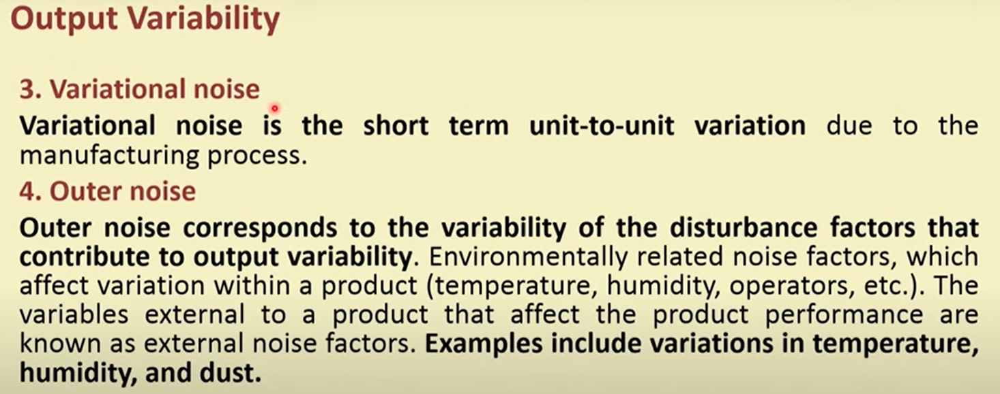 Output Variability
3. Variational noise
Variational noise is the short term unit-to-unit variation due to the
manufacturing process.
4. Outer noise
Outer noise corresponds to the variability of the disturbance factors that
contribute to output variability. Environmentally related noise factors, which
affect variation within a product (temperature, humidity, operators, etc.). The
variables external to a product that affect the product performance are
known as external noise factors. Examples include variations in temperature,
humidity, and dust.